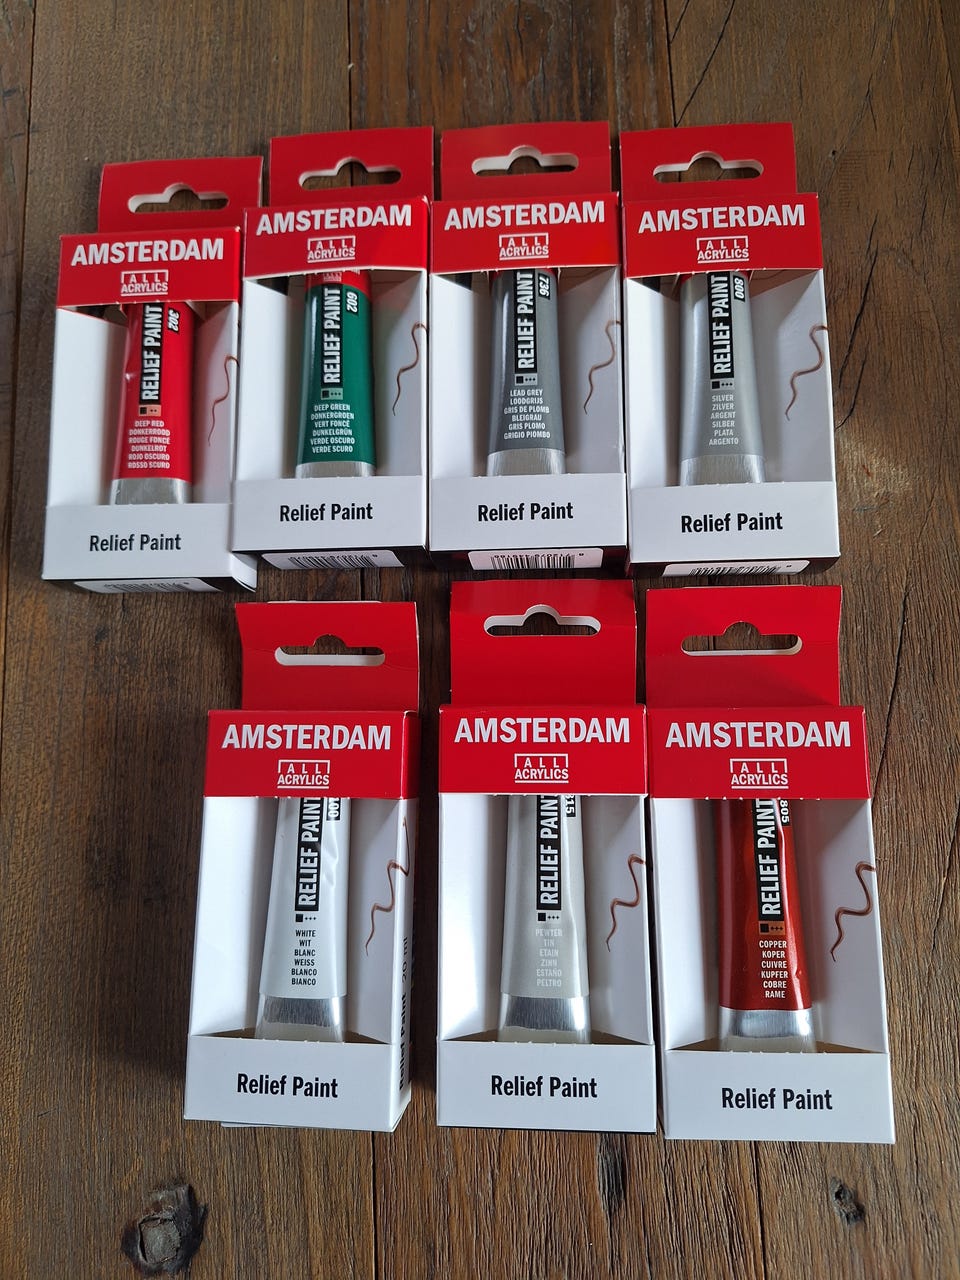 AMSTERDAM
ALL
ACRYLICS
RELIEF PAINT
302
DEEP RED
DONKERROOD
ROUGE FONCÉ
DUNKELROT
ROJO OSCURO
ROSSO SCURO
Relief Paint
AMSTERDAM
ALL
ACRYLICS
RELIEF PAINT
602
DEEP GREEN
DONKERGROEN
VERT FONCÉ
DUNKELGRÜN
VERDE OSCURO
VERDE SCURO
Relief Paint
AMSTERDAM
ALL
ACRYLICS
RELIEF PAINT
736
LEAD GREY
LOODGRIJS
GRIS DE PLOMB
BLEIGRAU
GRIS PLOMO
GRIGIO PIOMBO
Relief Paint
AMSTERDAM
ALL
ACRYLICS
RELIEF PAINT
800
SILVER
ZILVER
ARGENT
SILBER
PLATA
ARGENTO
Relief Paint
AMSTERDAM
ALL
ACRYLICS
RELIEF PAINT
100
WHITE
WIT
BLANC
WEISS
BLANCO
BIANCO
Relief Paint
AMSTERDAM
ALL
ACRYLICS
RELIEF PAINT
815
PEWTER
TIN
ETAIN
ZINN
ESTAÑO
PELTRO
Relief Paint
AMSTERDAM
ALL
ACRYLICS
RELIEF PAINT
805
COPPER
KOPER
CUIVRE
KUPFER
COBRE
RAME
Relief Paint